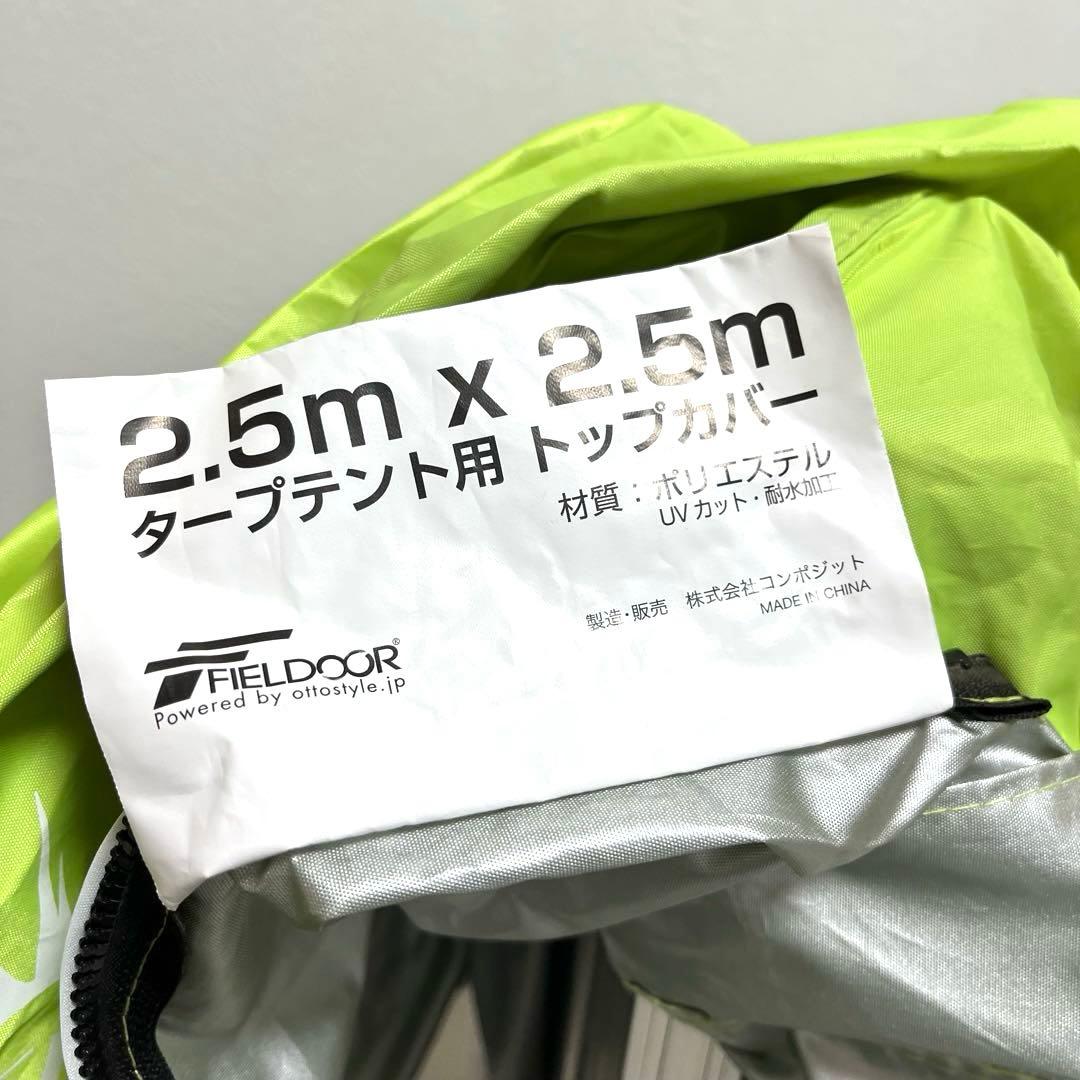 2.5m x 2.5m
タープテント用 トップカバー
材質：ポリエステル
UVカット・耐水加工
製造・販売 株式会社コンポジット
MADE IN CHINA
FIELDOOR®
Powered by ottostyle.jp